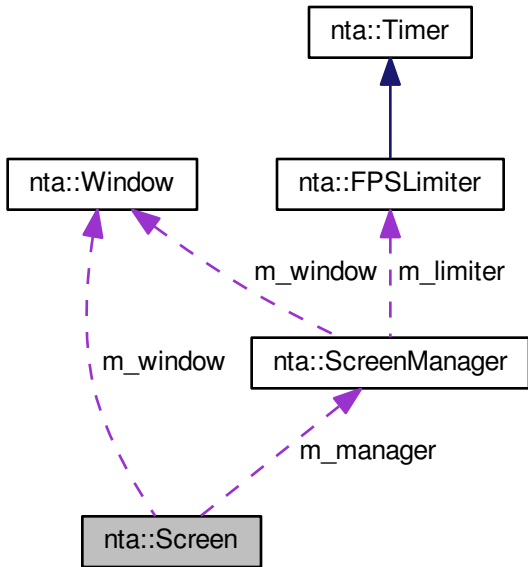 nta::Timer
nta::Window
nta::FPSLimiter
m_window
m_limiter
m_window
nta::ScreenManager
m_manager
nta::Screen